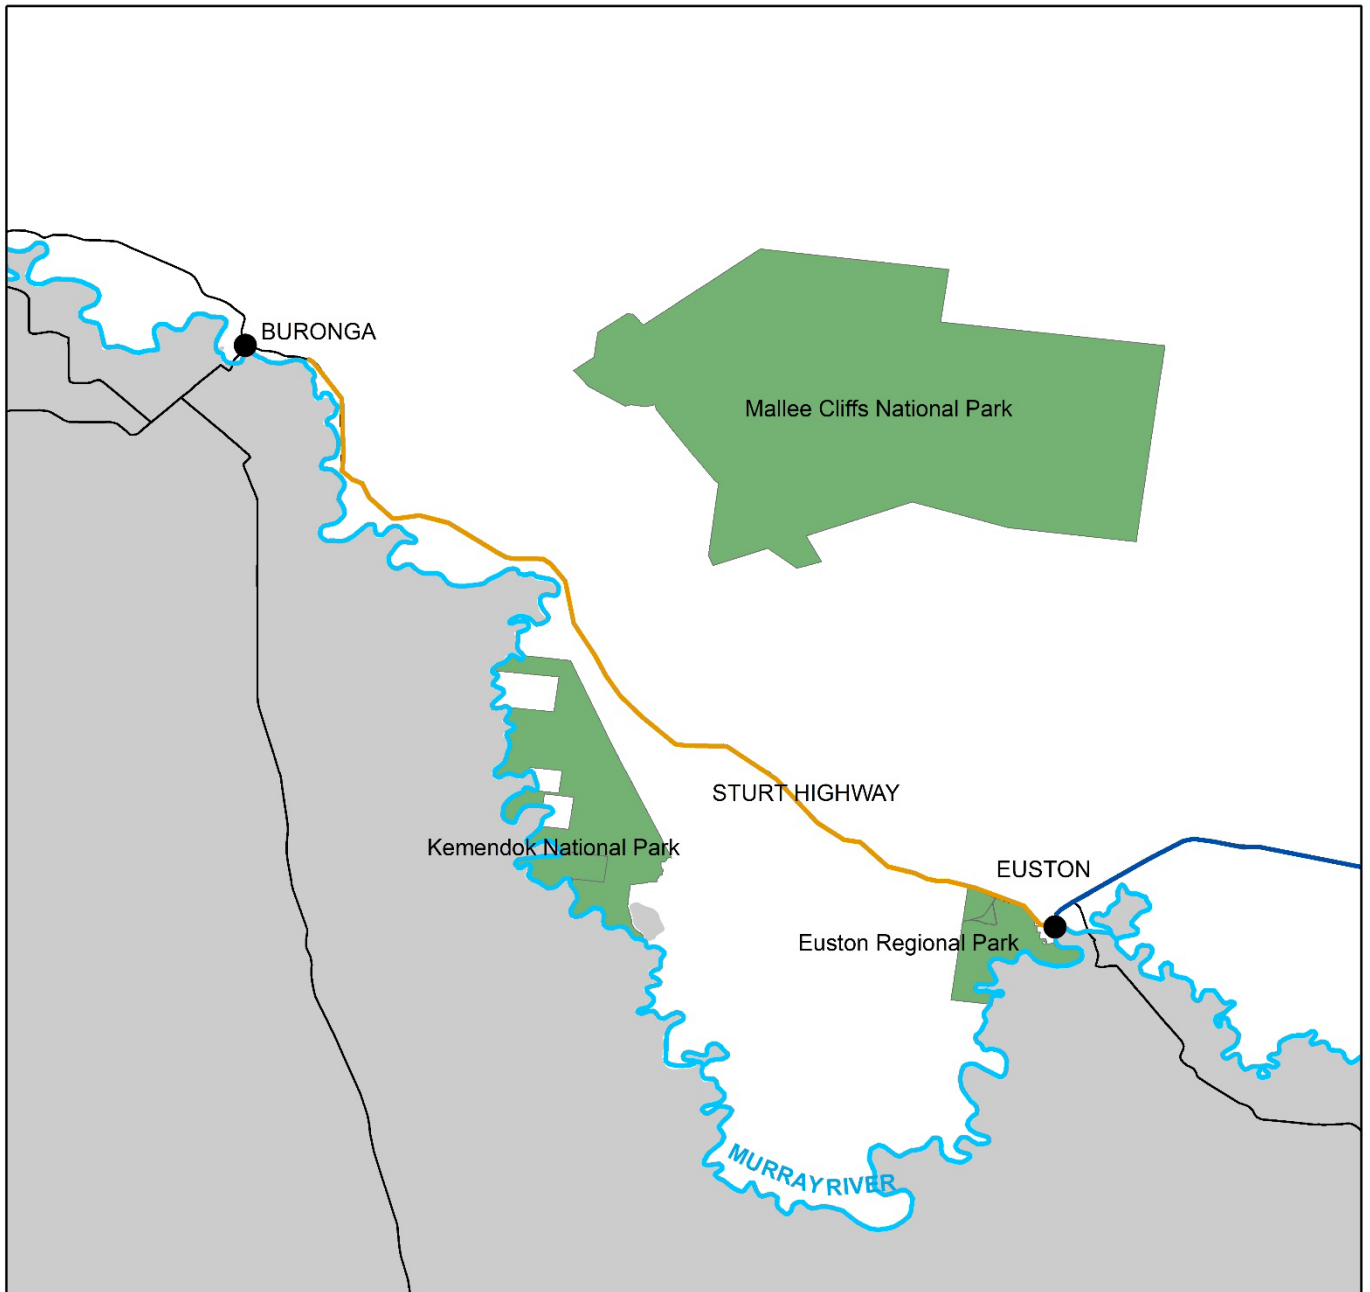 BURONGA
Mallee Cliffs National Park
STURT HIGHWAY
Kemendok National Park
EUSTON
Euston Regional Park
MURRAY RIVER